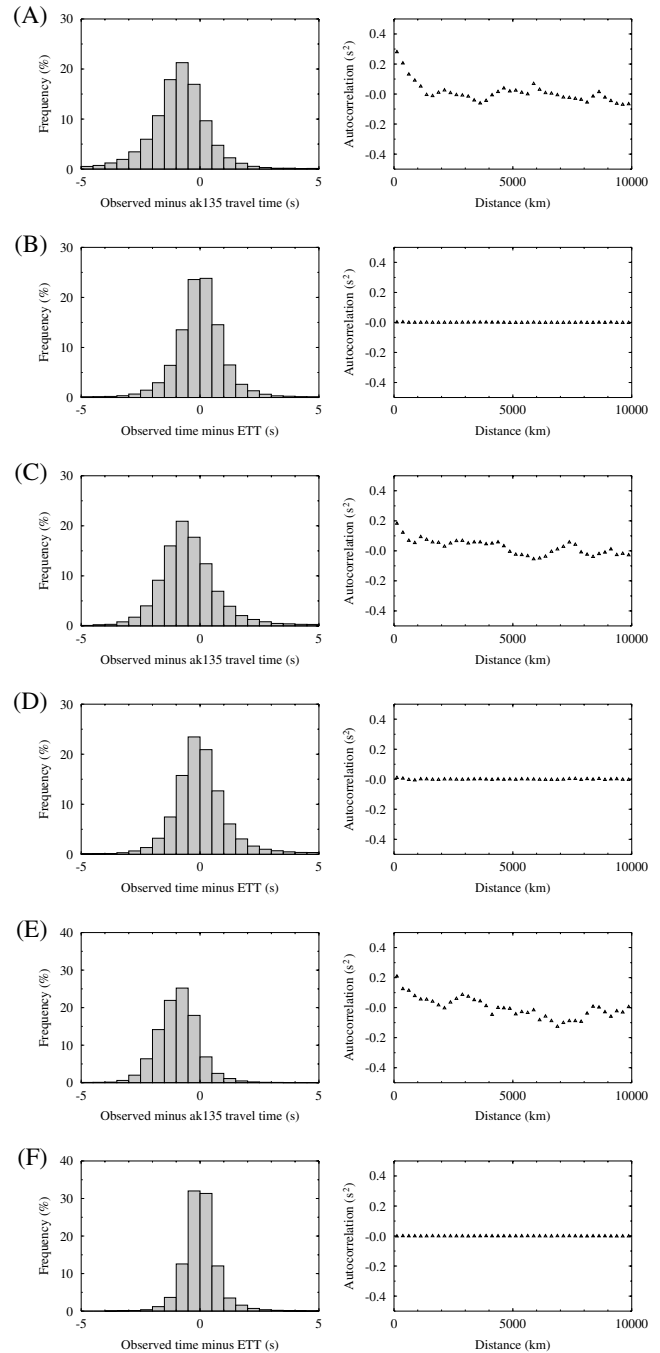 (A)
30
20
10
0
Frequency (%)
-5 0 5
Observed minus ak135 travel time (s)
0.4
0.2
-0.0
-0.2
-0.4
Autocorrelation (s²)
0 5000 10000
Distance (km)
(B)
30
20
10
0
Frequency (%)
-5 0 5
Observed time minus ETT (s)
0.4
0.2
-0.0
-0.2
-0.4
Autocorrelation (s²)
0 5000 10000
Distance (km)
(C)
30
20
10
0
Frequency (%)
-5 0 5
Observed minus ak135 travel time (s)
0.4
0.2
-0.0
-0.2
-0.4
Autocorrelation (s²)
0 5000 10000
Distance (km)
(D)
30
20
10
0
Frequency (%)
-5 0 5
Observed time minus ETT (s)
0.4
0.2
-0.0
-0.2
-0.4
Autocorrelation (s²)
0 5000 10000
Distance (km)
(E)
40
30
20
10
0
Frequency (%)
-5 0 5
Observed minus ak135 travel time (s)
0.4
0.2
-0.0
-0.2
-0.4
Autocorrelation (s²)
0 5000 10000
Distance (km)
(F)
40
30
20
10
0
Frequency (%)
-5 0 5
Observed time minus ETT (s)
0.4
0.2
-0.0
-0.2
-0.4
Autocorrelation (s²)
0 5000 10000
Distance (km)